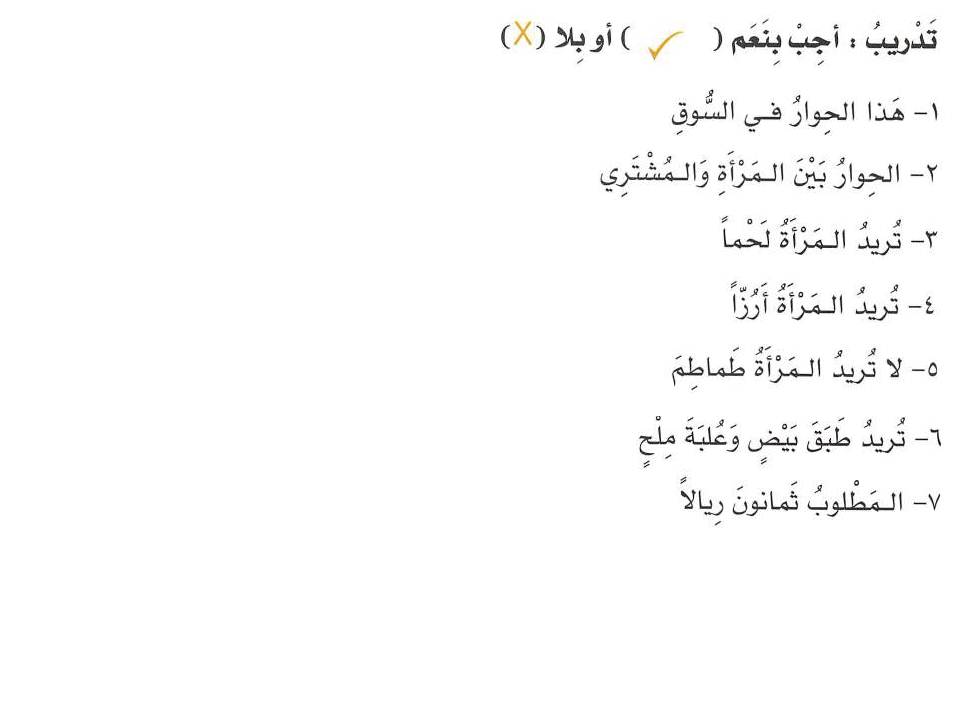 تَدْريبُ : أجِبْ بِنَعَم ( ✓ ) أو بِلا (X)
١- هَذا الحِوارُ فـي السُّوقِ
٢- الحِوارُ بَيْنَ الـمَرْأَةِ وَالـمُشْتَرِي
٣- تُريدُ الـمَرْأَةُ لَحْماً
٤- تُريدُ الـمَرْأَةُ أَرُزّاً
٥- لا تُريدُ الـمَرْأَةُ طَماطِمَ
٦- تُريدُ طَبَقَ بَيْضٍ وَعُلبَةَ مِلْحٍ
٧- الـمَطْلوبُ ثَمانونَ رِيالاً